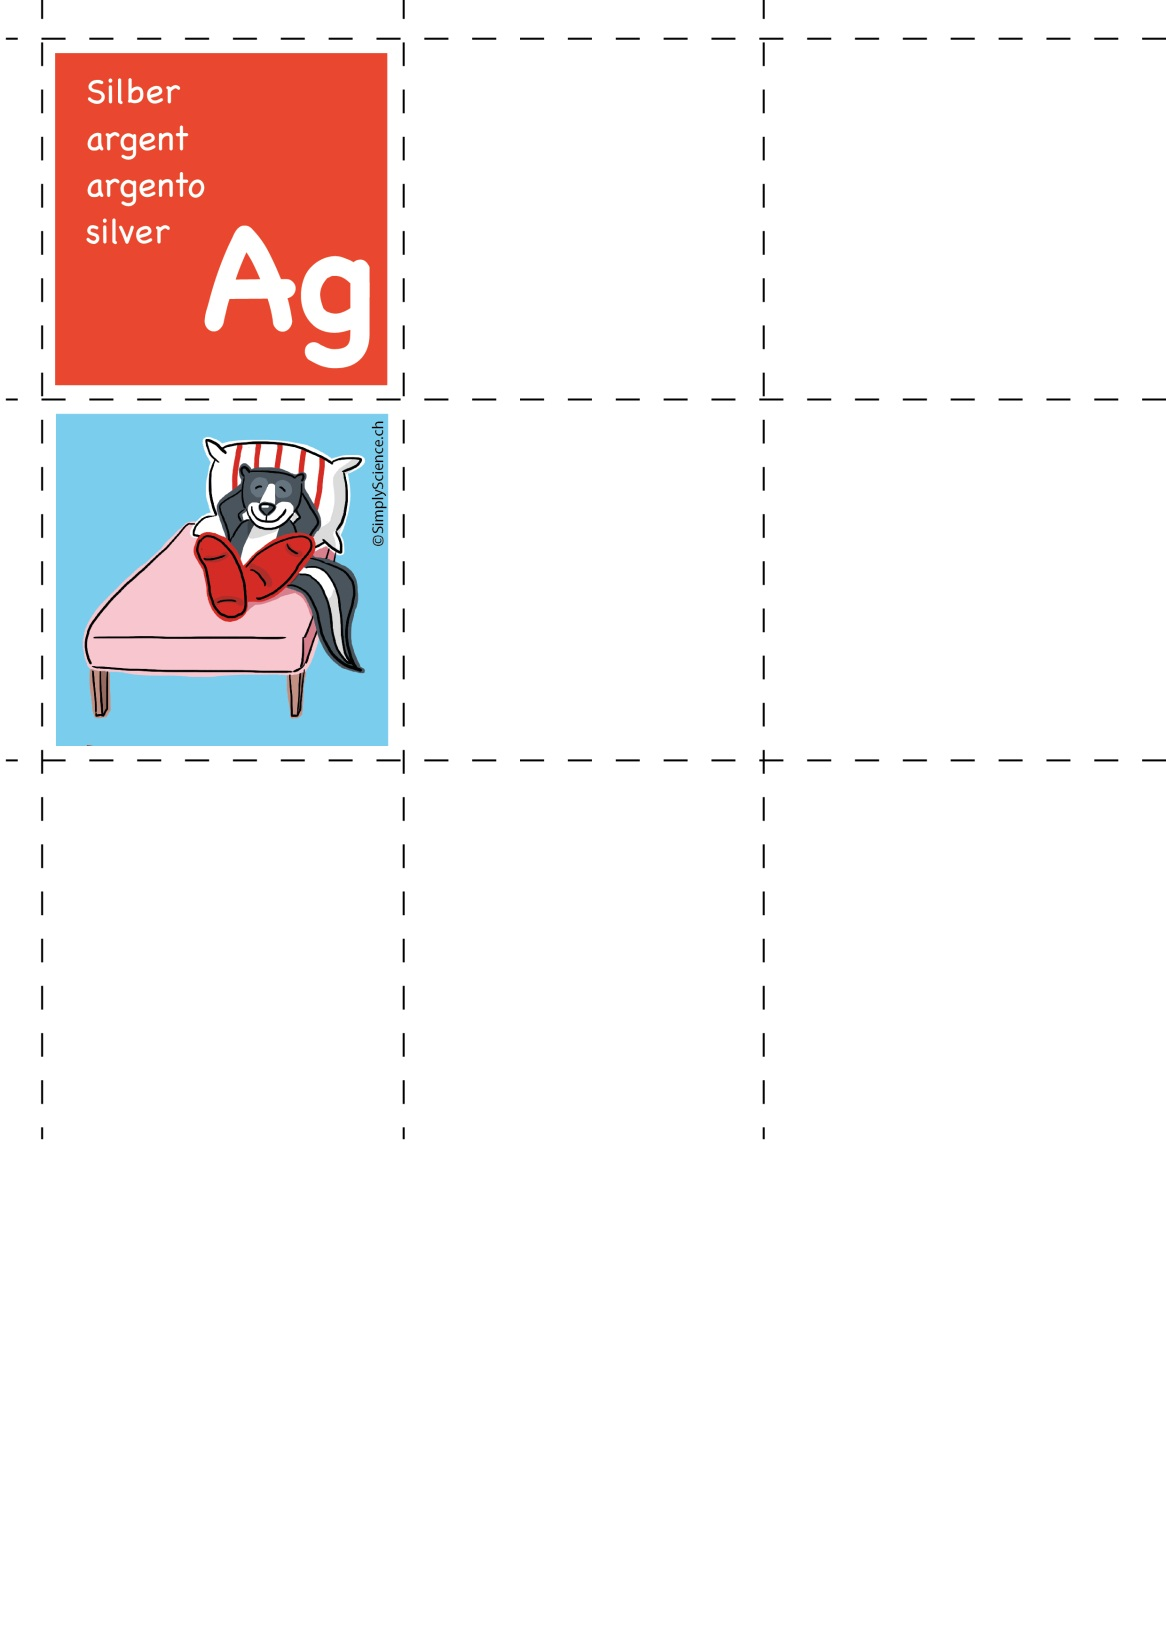 Silber
argent
argento
silver
Ag
©SimplyScience.ch